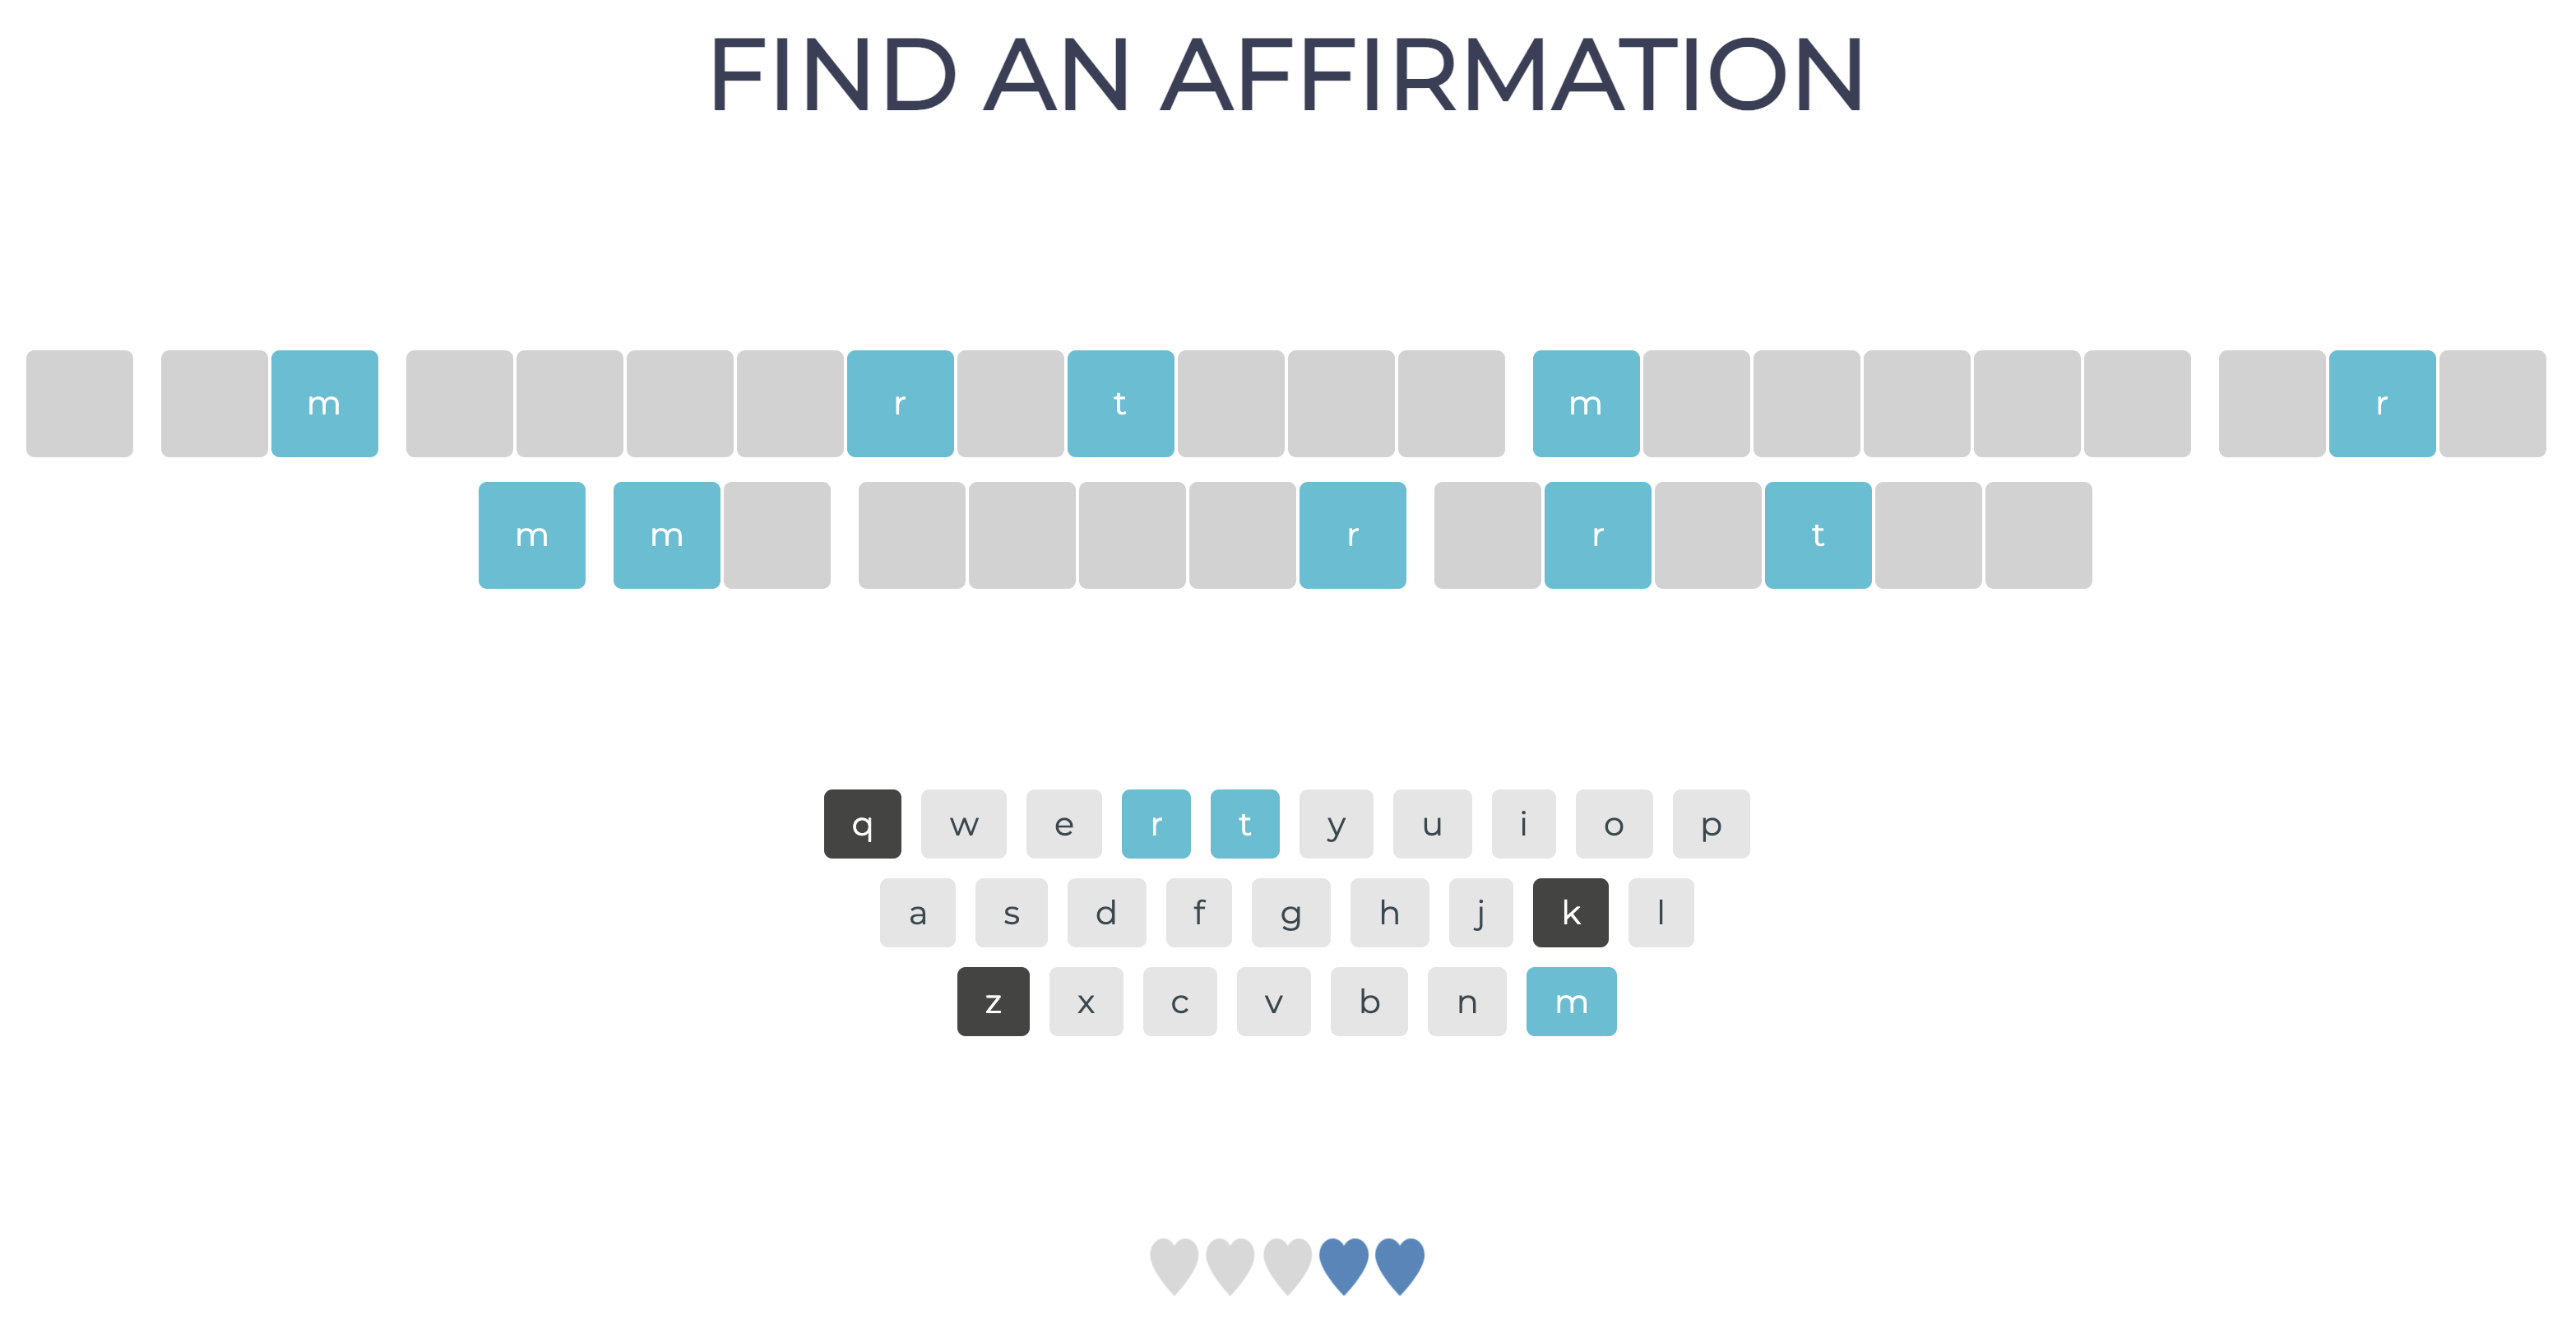 FIND AN AFFIRMATION
m r t m r
m m r r t
q w e r t y u i o p
a s d f g h j k l
z x c v b n m